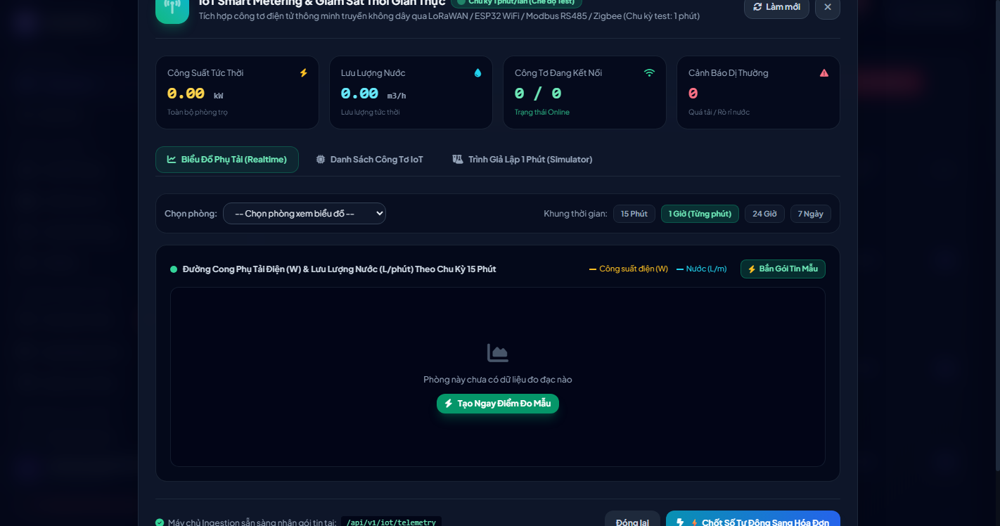 IoT Smart Metering & Giám Sát Thời Gian Thực Chu kỳ 1 phút/lần (Chế độ Test)
Tích hợp công tơ điện tử thông minh truyền không dây qua LoRaWAN / ESP32 WiFi / Modbus RS485 / Zigbee (Chu kỳ test: 1 phút)
Làm mới
Công Suất Tức Thời
0.00 kW
Toàn bộ phòng trọ
Lưu Lượng Nước
0.00 m3/h
Lưu lượng tức thời
Công Tơ Đang Kết Nối
0 / 0
Trạng thái Online
Cảnh Báo Dị Thường
0
Quá tải / Rò rỉ nước
Biểu Đồ Phụ Tải (Realtime)
Danh Sách Công Tơ IoT
Trình Giả Lập 1 Phút (Simulator)
Chọn phòng: -- Chọn phòng xem biểu đồ --
Khung thời gian: 15 Phút 1 Giờ (Từng phút) 24 Giờ 7 Ngày
Đường Cong Phụ Tải Điện (W) & Lưu Lượng Nước (L/phút) Theo Chu Kỳ 15 Phút
Công suất điện (W) Nước (L/m)
Bắn Gói Tin Mẫu
Phòng này chưa có dữ liệu đo đạc nào
Tạo Ngay Điểm Đo Mẫu
Máy chủ Ingestion sẵn sàng nhận gói tin tại: /api/v1/iot/telemetry
Đóng lại
Chốt Số Tự Động Sang Hóa Đơn